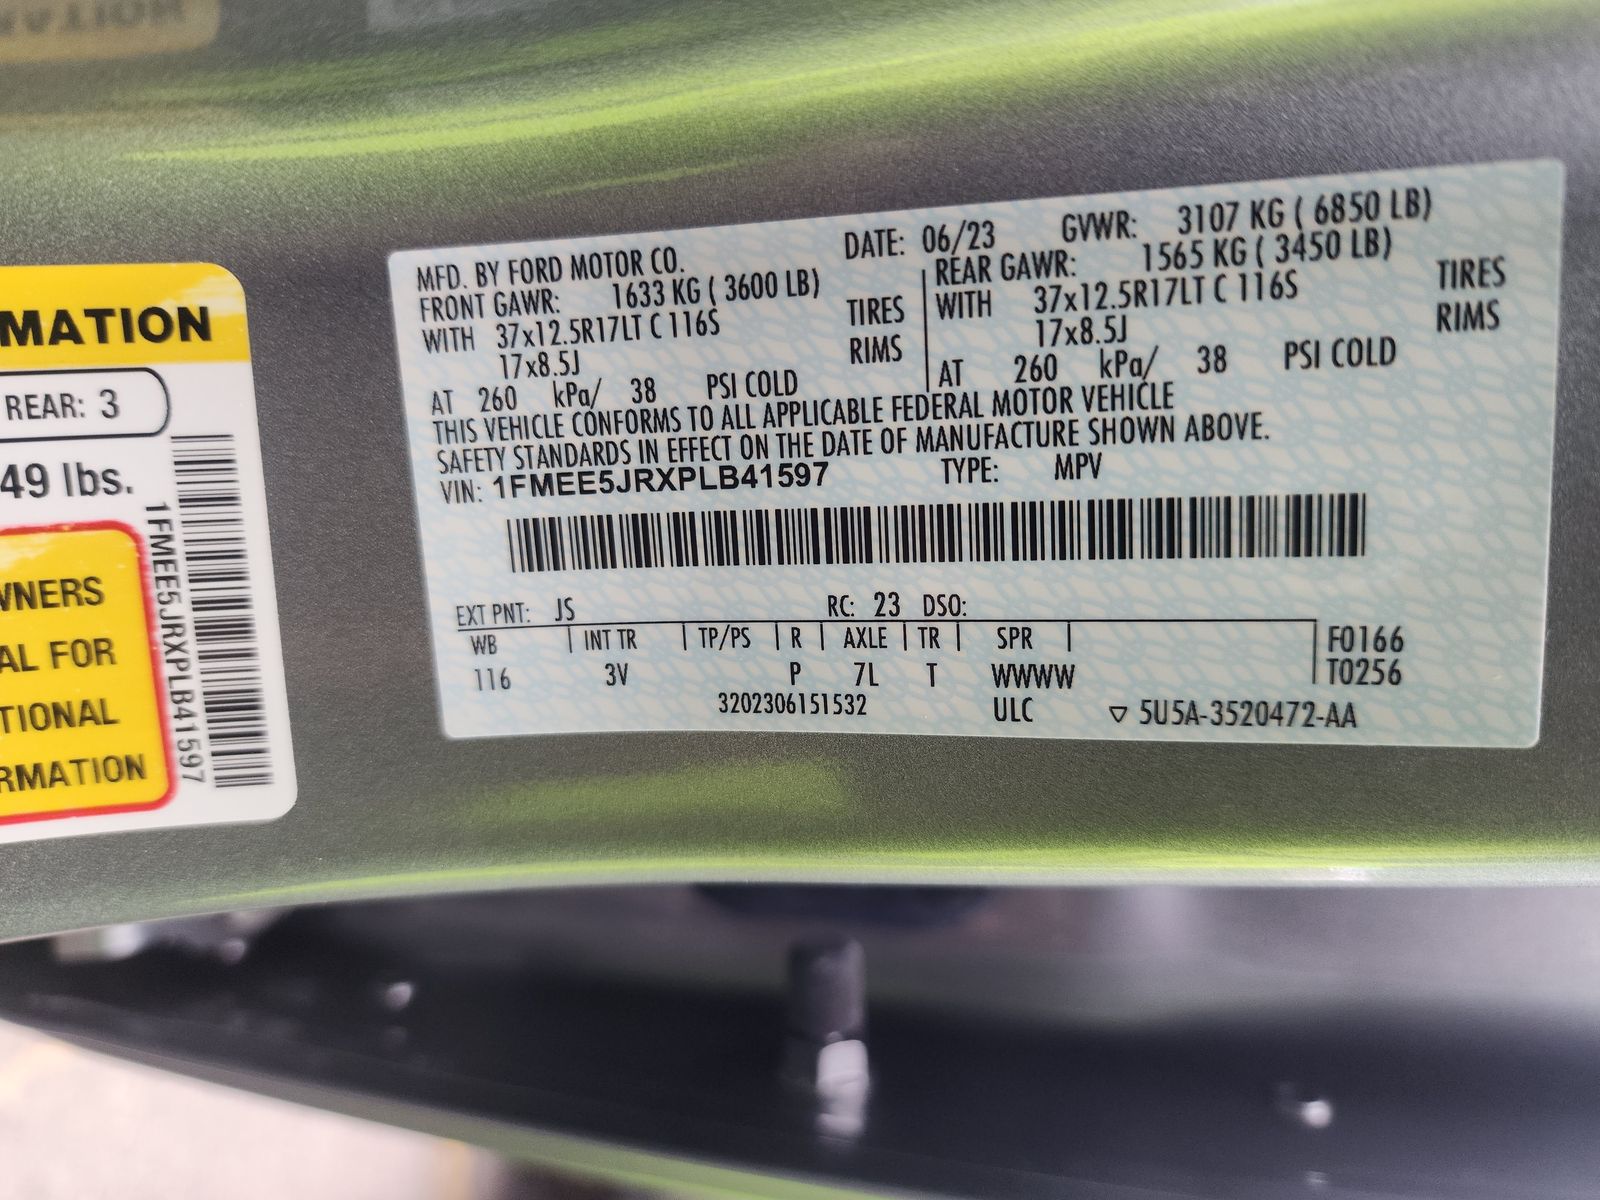 MATION
REAR: 3
49 lbs.
WNERS
AL FOR
TIONAL
RMATION
1FMEE5JRXPLB41597
MFD. BY FORD MOTOR CO. DATE: 06/23 GVWR: 3107 KG ( 6850 LB)
FRONT GAWR: 1633 KG ( 3600 LB) REAR GAWR: 1565 KG ( 3450 LB)
WITH 37x12.5R17LT C 116S TIRES WITH 37x12.5R17LT C 116S TIRES
17x8.5J RIMS 17x8.5J RIMS
AT 260 kPa/ 38 PSI COLD AT 260 kPa/ 38 PSI COLD
THIS VEHICLE CONFORMS TO ALL APPLICABLE FEDERAL MOTOR VEHICLE
SAFETY STANDARDS IN EFFECT ON THE DATE OF MANUFACTURE SHOWN ABOVE.
VIN: 1FMEE5JRXPLB41597 TYPE: MPV
EXT PNT: JS RC: 23 DSO:
WB INT TR TP/PS R AXLE TR SPR F0166
116 3V P 7L T WWWW T0256
3202306151532 ULC ▽ 5U5A-3520472-AA